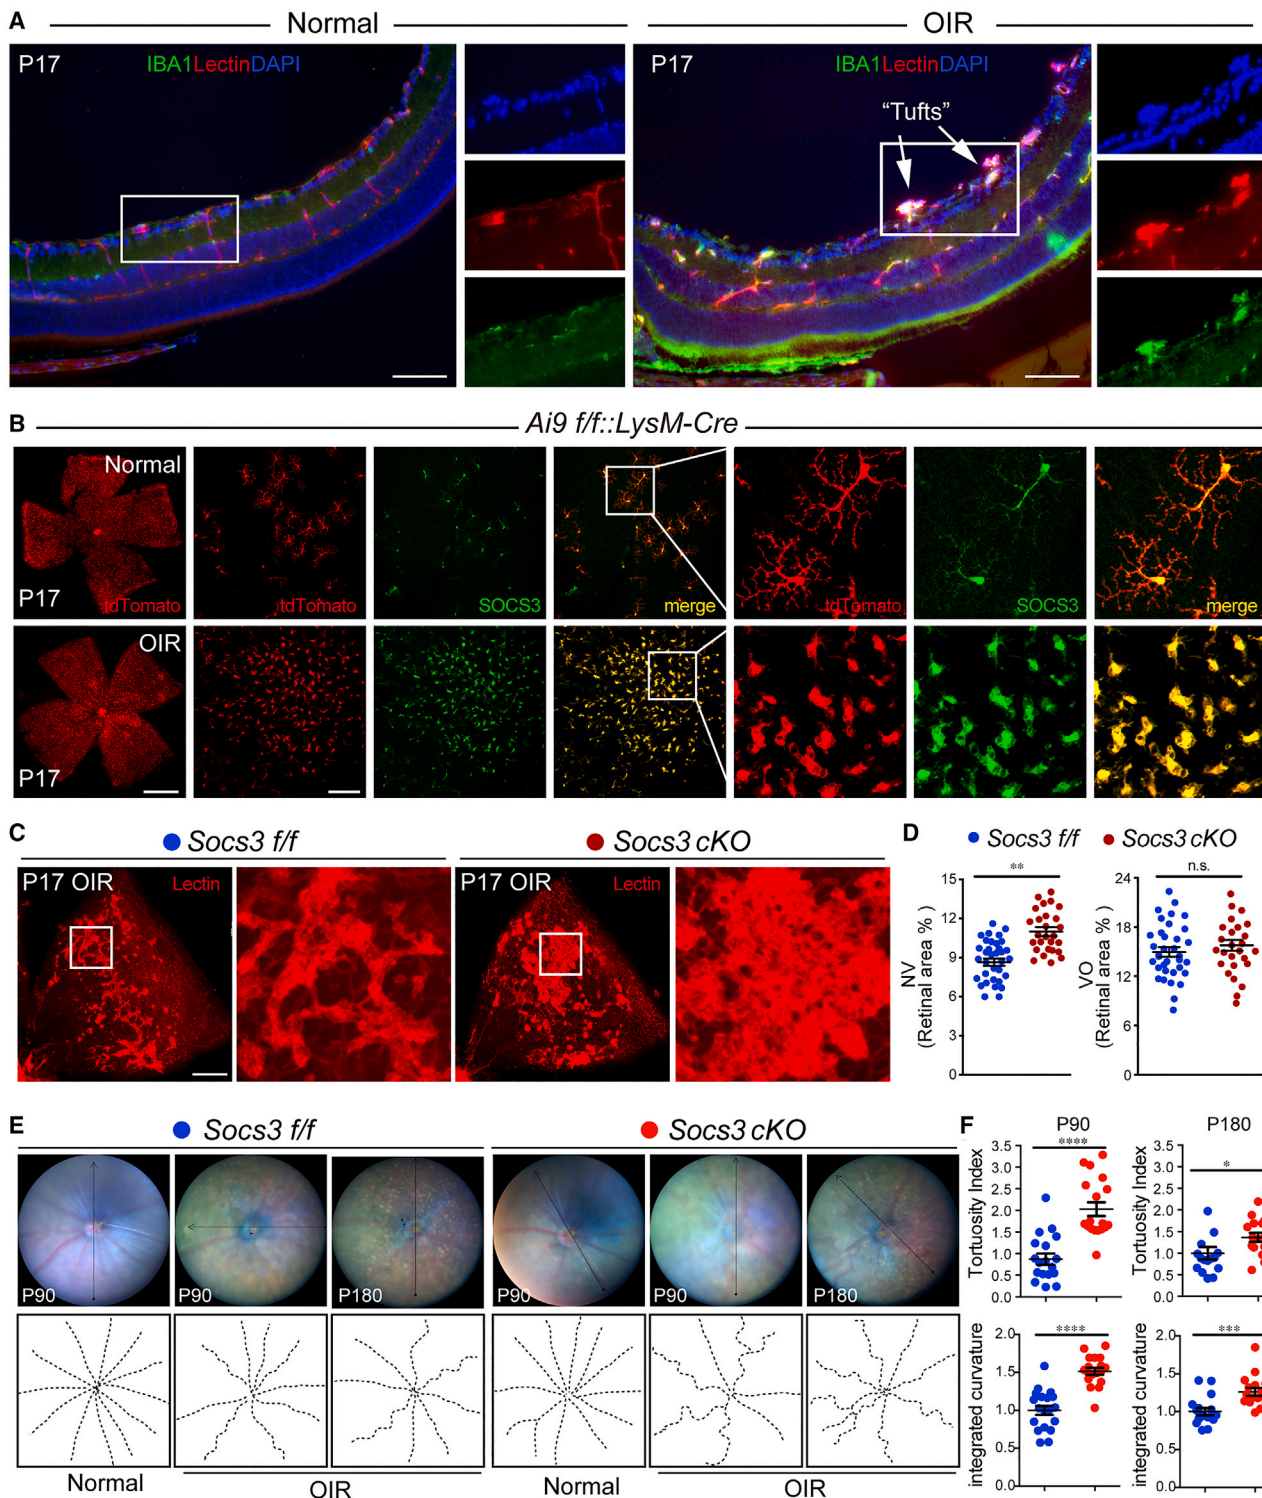 A
Normal
OIR
P17
IBA1LectinDAPI
P17
IBA1LectinDAPI
“Tufts”
B
Ai9 f/f::LysM-Cre
Normal
P17
tdTomato
tdTomato
SOCS3
merge
tdTomato
SOCS3
merge
OIR
P17
C
Socs3 f/f
Socs3 cKO
P17 OIR
Lectin
P17 OIR
Lectin
D
Socs3 f/f
Socs3 cKO
**
15
12
9
6
3
0
NV
(Retinal area % )
n.s.
24
18
12
6
0
VO
(Retinal area % )
E
Socs3 f/f
Socs3 cKO
P90
P90
P180
P90
P90
P180
Normal
OIR
Normal
OIR
F
P90
****
3.5
3.0
2.5
2.0
1.5
1.0
0.5
0.0
Tortuosity Index
P180
*
3.5
3.0
2.5
2.0
1.5
1.0
0.5
0.0
Tortuosity Index
****
2.0
1.5
1.0
0.5
0.0
integrated curvature
***
2.0
1.5
1.0
0.5
0.0
integrated curvature